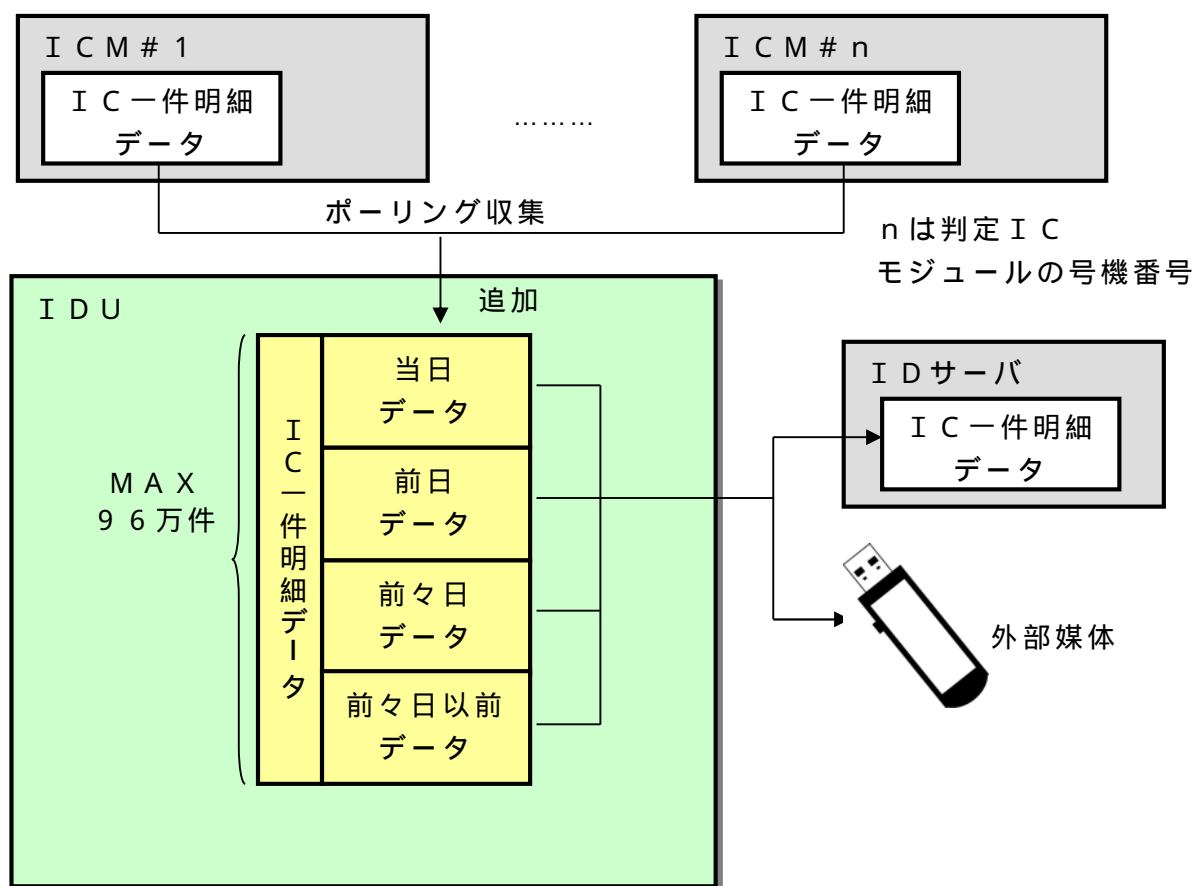 ＩＣＭ＃１
ＩＣ一件明細
データ
………
ＩＣＭ＃ｎ
ＩＣ一件明細
データ
ポーリング収集
ｎは判定ＩＣ
モジュールの号機番号
ＩＤＵ
追加
ＭＡＸ
９６万件
ＩＣ一件明細データ
当日
データ
前日
データ
前々日
データ
前々日以前
データ
ＩＤサーバ
ＩＣ一件明細
データ
外部媒体